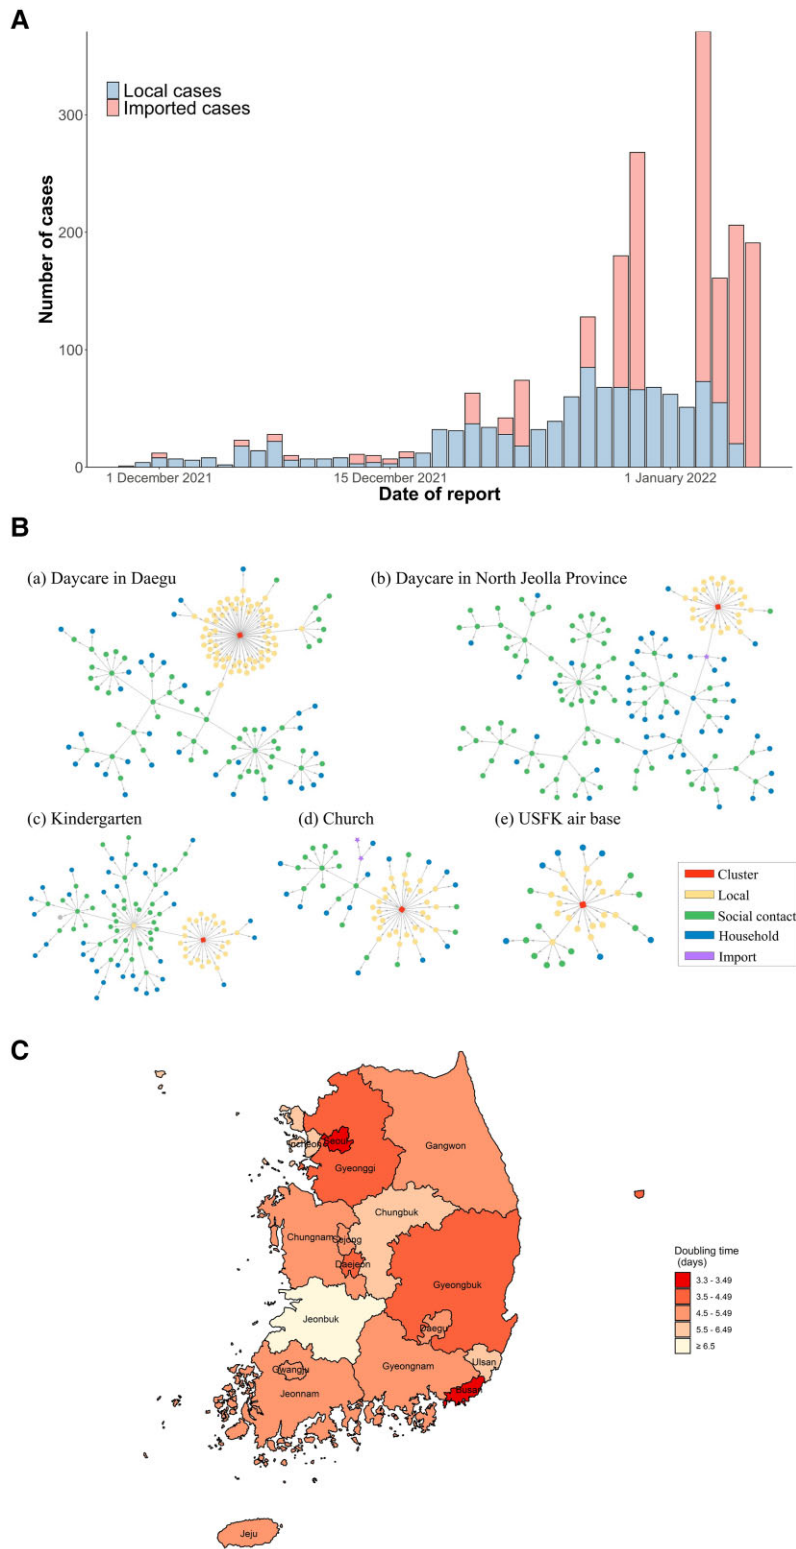 A
Local cases
Imported cases
Number of cases
300
200
100
0
1 December 2021
15 December 2021
1 January 2022
Date of report
B
(a) Daycare in Daegu
(b) Daycare in North Jeolla Province
(c) Kindergarten
(d) Church
(e) USFK air base
Cluster
Local
Social contact
Household
Import
C
Incheon
Seoul
Gangwon
Gyeonggi
Chungbuk
Chungnam
Sejong
Daejeon
Gyeongbuk
Jeonbuk
Daegu
Gwangju
Gyeongnam
Ulsan
Busan
Jeonnam
Jeju
Doubling time
(days)
3.3 - 3.49
3.5 - 4.49
4.5 - 5.49
5.5 - 6.49
≥ 6.5